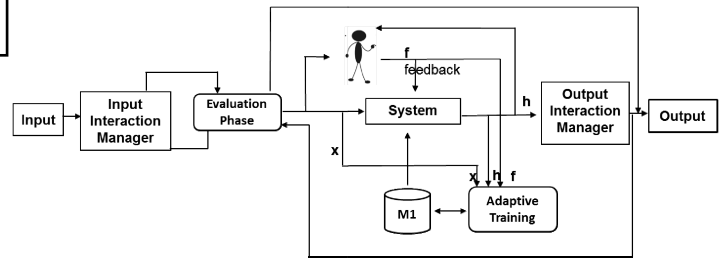 Input
Input
Interaction
Manager
Evaluation
Phase
f
feedback
System
h
Output
Interaction
Manager
Output
x
x
h
f
M1
Adaptive
Training